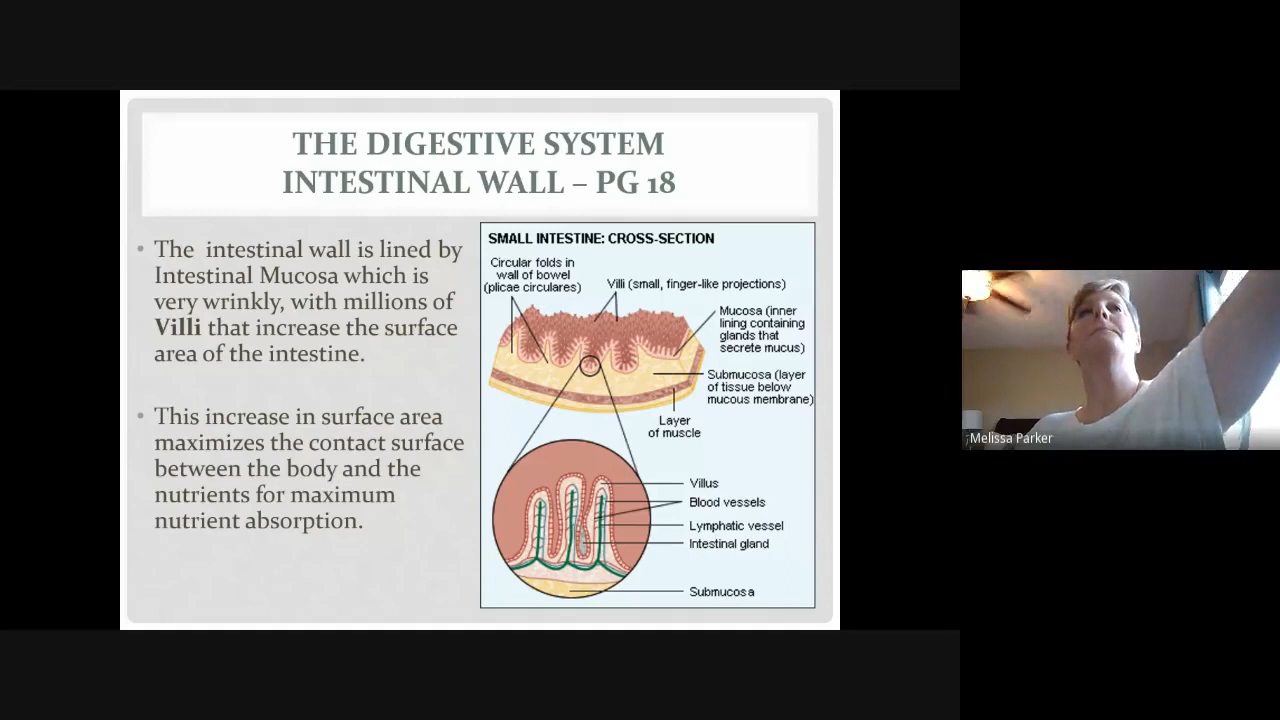 THE DIGESTIVE SYSTEM
INTESTINAL WALL – PG 18
• The  intestinal wall is lined by
Intestinal Mucosa which is
very wrinkly, with millions of
Villi that increase the surface
area of the intestine.
• This increase in surface area
maximizes the contact surface
between the body and the
nutrients for maximum
nutrient absorption.
SMALL INTESTINE: CROSS-SECTION
Circular folds in
wall of bowel
(plicae circulares)
Villi (small, finger-like projections)
Mucosa (inner
lining containing
glands that
secrete mucus)
Submucosa (layer
of tissue below
mucous membrane)
Layer
of muscle
Villus
Blood vessels
Lymphatic vessel
Intestinal gland
Submucosa
Melissa Parker